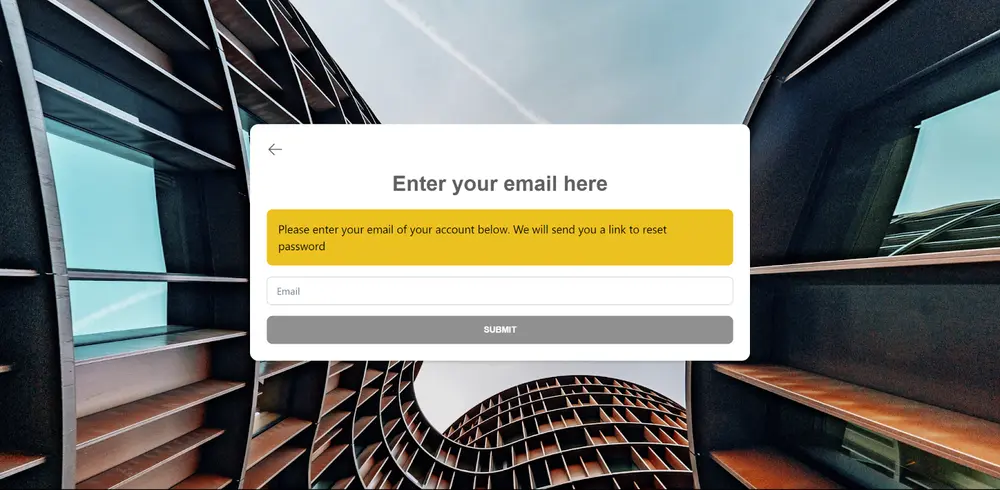 Enter your email here
Please enter your email of your account below. We will send you a link to reset
password
Email
SUBMIT